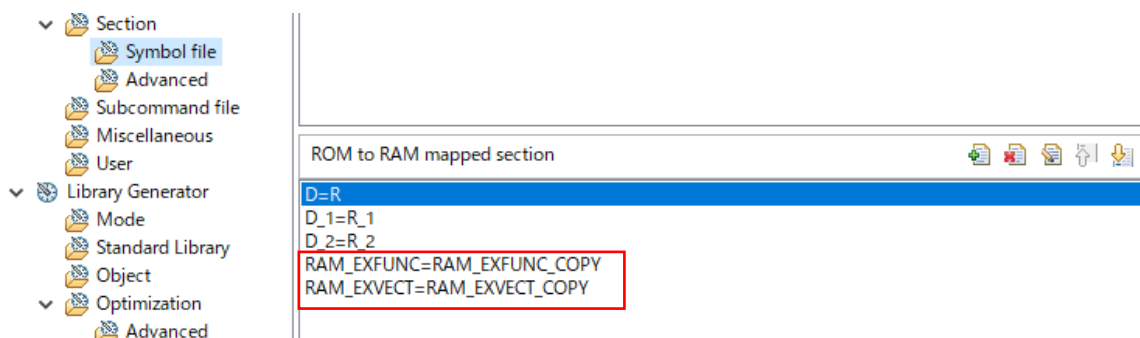 Section
Symbol file
Advanced
Subcommand file
Miscellaneous
User
Library Generator
Mode
Standard Library
Object
Optimization
Advanced
ROM to RAM mapped section
D=R
D_1=R_1
D_2=R_2
RAM_EXFUNC=RAM_EXFUNC_COPY
RAM_EXVECT=RAM_EXVECT_COPY